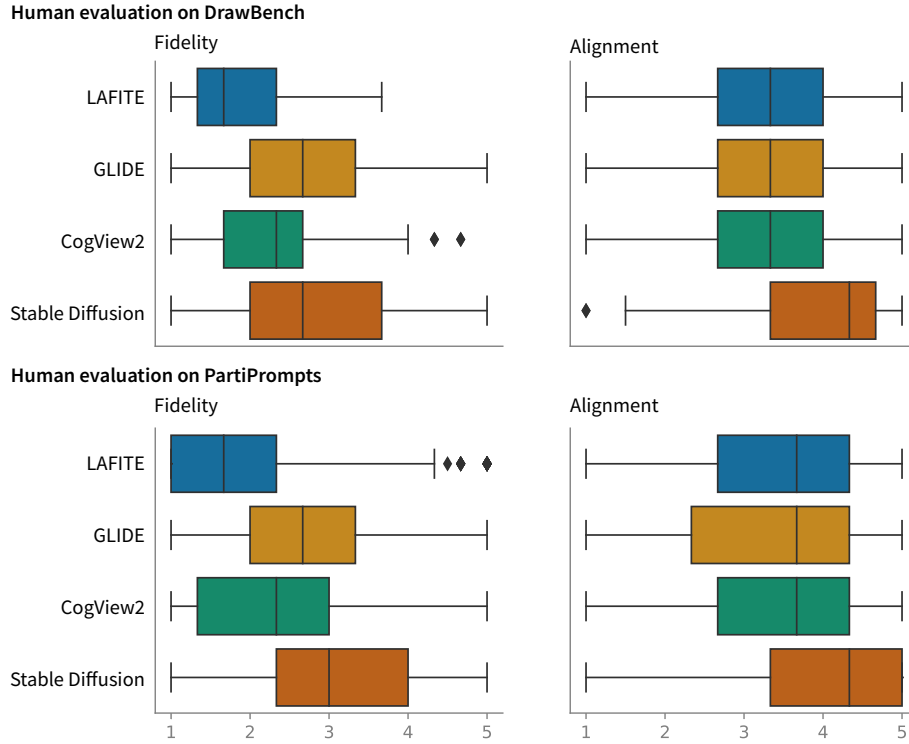 Human evaluation on DrawBench
Fidelity
Alignment
LAFITE
GLIDE
CogView2
Stable Diffusion
Human evaluation on PartiPrompts
Fidelity
Alignment
LAFITE
GLIDE
CogView2
Stable Diffusion
1 2 3 4 5
1 2 3 4 5